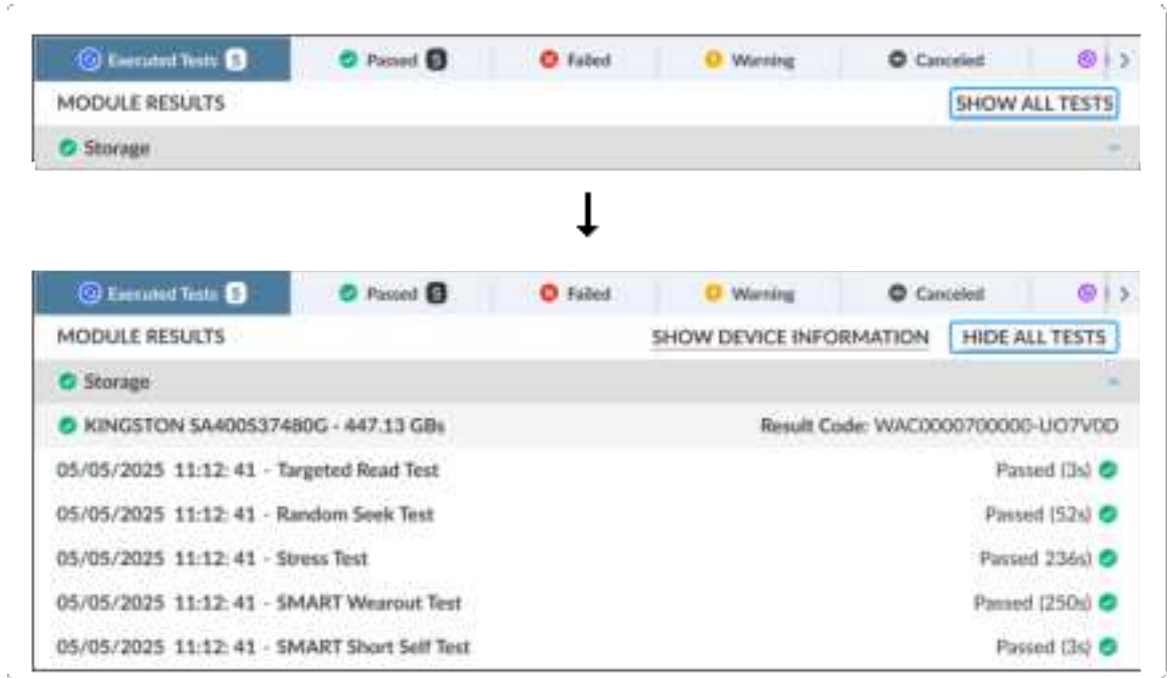 Executed Tests 5 Passed 5 Failed Warning Canceled
MODULE RESULTS SHOW ALL TESTS
Storage
Executed Tests 5 Passed 5 Failed Warning Canceled
MODULE RESULTS SHOW DEVICE INFORMATION HIDE ALL TESTS
Storage
KINGSTON SA400S37480G - 447.13 GBs Result Code: WAC0000700000-UO7V0D
05/05/2025 11:12: 41 - Targeted Read Test Passed (3s)
05/05/2025 11:12: 41 - Random Seek Test Passed (52s)
05/05/2025 11:12: 41 - Stress Test Passed 236s)
05/05/2025 11:12: 41 - SMART Wearout Test Passed (250s)
05/05/2025 11:12: 41 - SMART Short Self Test Passed (3s)